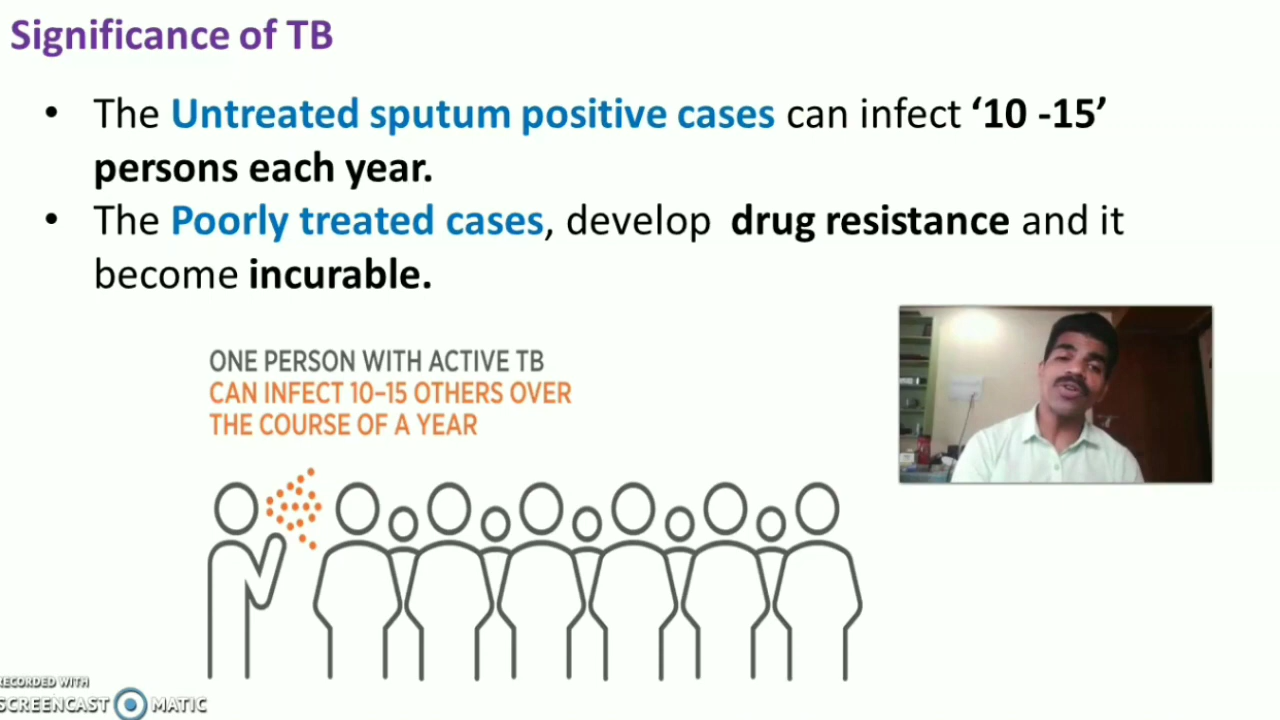 Significance of TB
• The Untreated sputum positive cases can infect ‘10 -15’
persons each year.
• The Poorly treated cases, develop drug resistance and it
become incurable.
ONE PERSON WITH ACTIVE TB
CAN INFECT 10–15 OTHERS OVER
THE COURSE OF A YEAR
RECORDED WITH
SCREENCAST MATIC